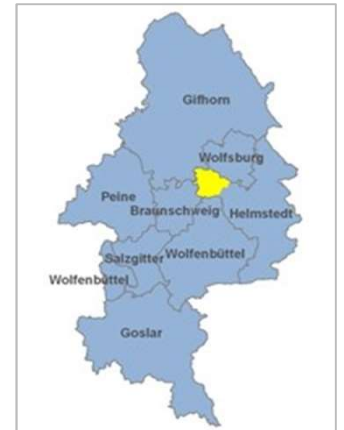 Gifhorn
Wolfsburg
Peine
Braunschweig
Helmstedt
Salzgitter
Wolfenbüttel
Wolfenbüttel
Goslar